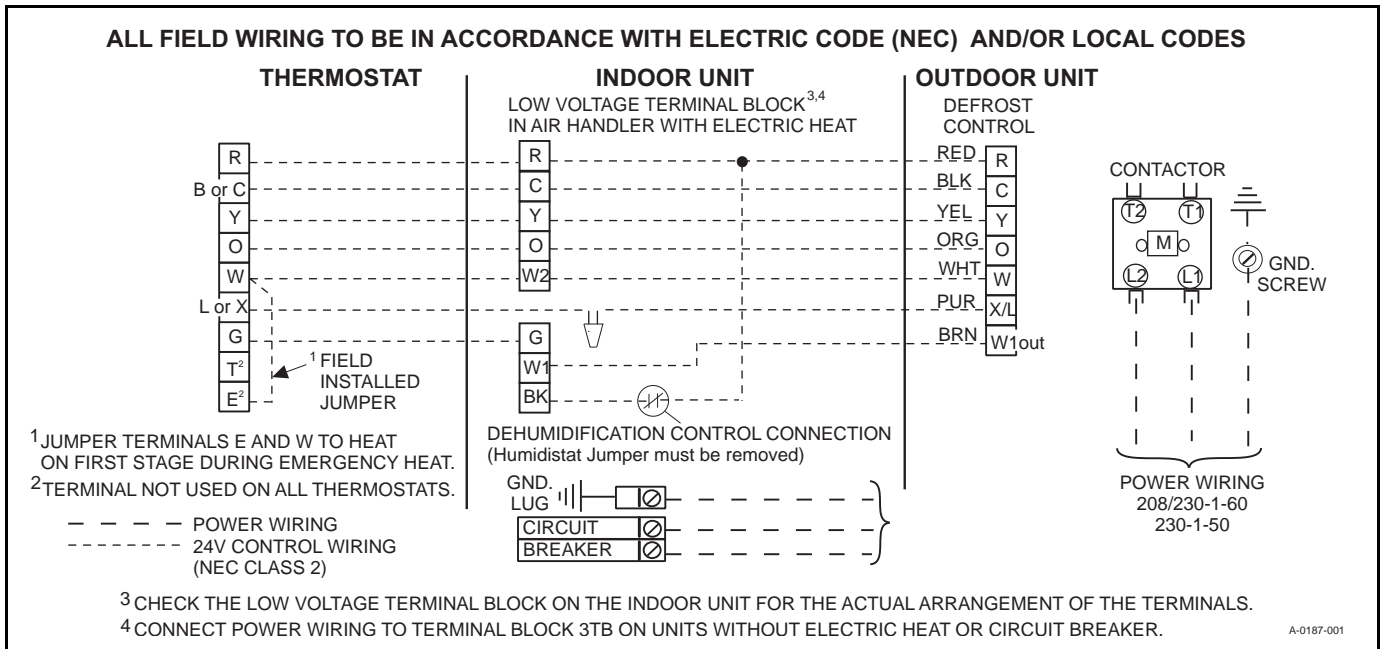 ALL FIELD WIRING TO BE IN ACCORDANCE WITH ELECTRIC CODE (NEC) AND/OR LOCAL CODES
THERMOSTAT
R
B or C
Y
O
W
L or X
G
T²
E²
¹ FIELD
INSTALLED
JUMPER
¹JUMPER TERMINALS E AND W TO HEAT
ON FIRST STAGE DURING EMERGENCY HEAT.
²TERMINAL NOT USED ON ALL THERMOSTATS.
POWER WIRING
24V CONTROL WIRING
(NEC CLASS 2)
INDOOR UNIT
LOW VOLTAGE TERMINAL BLOCK³,⁴
IN AIR HANDLER WITH ELECTRIC HEAT
R
C
Y
O
W2
G
W1
BK
DEHUMIDIFICATION CONTROL CONNECTION
(Humidistat Jumper must be removed)
GND.
LUG
CIRCUIT
BREAKER
OUTDOOR UNIT
DEFROST
CONTROL
RED R
BLK C
YEL Y
ORG O
WHT W
PUR X/L
BRN W1out
CONTACTOR
T2 T1
M
L2 L1
GND.
SCREW
POWER WIRING
208/230-1-60
230-1-50
³ CHECK THE LOW VOLTAGE TERMINAL BLOCK ON THE INDOOR UNIT FOR THE ACTUAL ARRANGEMENT OF THE TERMINALS.
⁴ CONNECT POWER WIRING TO TERMINAL BLOCK 3TB ON UNITS WITHOUT ELECTRIC HEAT OR CIRCUIT BREAKER.
A-0187-001